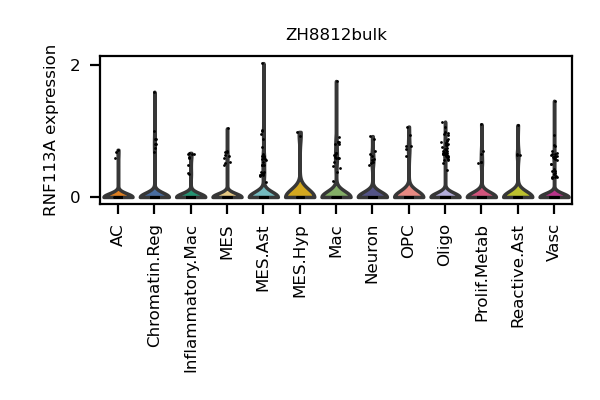 ZH8812bulk
RNF113A expression
2
0
AC
Chromatin.Reg
Inflammatory.Mac
MES
MES.Ast
MES.Hyp
Mac
Neuron
OPC
Oligo
Prolif.Metab
Reactive.Ast
Vasc